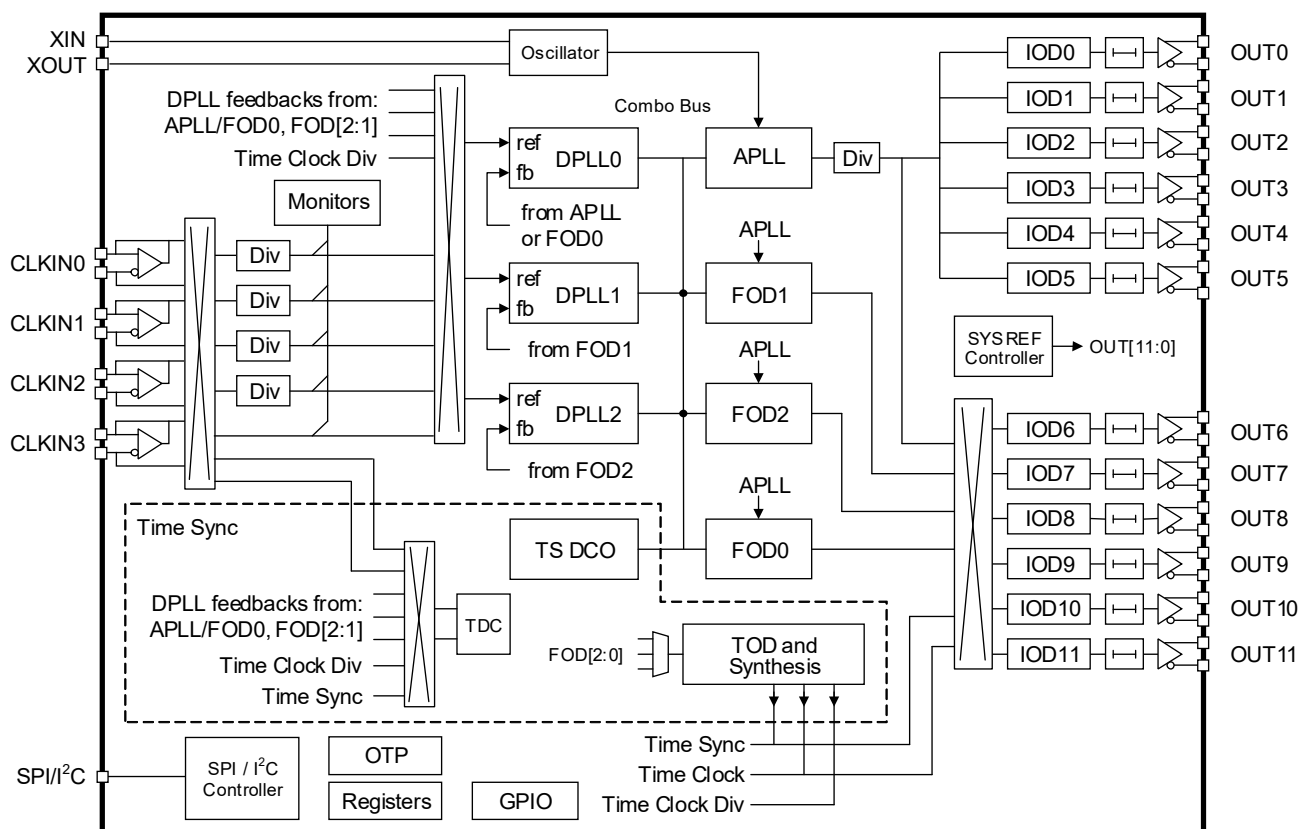 XIN
XOUT
Oscillator
DPLL feedbacks from:
APLL/FOD0, FOD[2:1]
Time Clock Div
Monitors
CLKIN0
CLKIN1
CLKIN2
CLKIN3
Div
Div
Div
Div
ref
fb
DPLL0
from APLL
or FOD0
ref
fb
DPLL1
from FOD1
ref
fb
DPLL2
from FOD2
Combo Bus
APLL
Div
APLL
FOD1
APLL
FOD2
APLL
FOD0
IOD0
OUT0
IOD1
OUT1
IOD2
OUT2
IOD3
OUT3
IOD4
OUT4
IOD5
OUT5
SYSREF
Controller
OUT[11:0]
IOD6
OUT6
IOD7
OUT7
IOD8
OUT8
IOD9
OUT9
IOD10
OUT10
IOD11
OUT11
Time Sync
TS DCO
DPLL feedbacks from:
APLL/FOD0, FOD[2:1]
Time Clock Div
Time Sync
TDC
FOD[2:0]
TOD and
Synthesis
Time Sync
Time Clock
Time Clock Div
SPI/I²C
SPI / I²C
Controller
OTP
Registers
GPIO